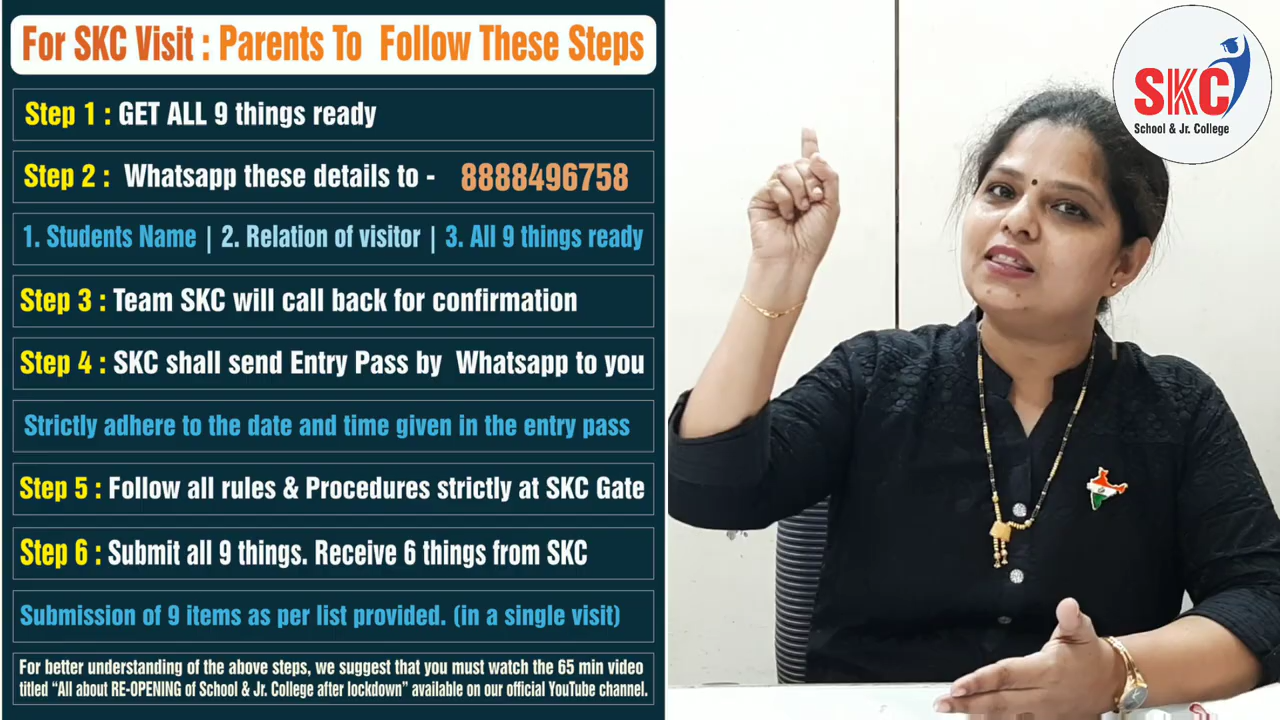 For SKC Visit : Parents To Follow These Steps
Step 1 : GET ALL 9 things ready
Step 2 : Whatsapp these details to - 8888496758
1. Students Name | 2. Relation of visitor | 3. All 9 things ready
Step 3 : Team SKC will call back for confirmation
Step 4 : SKC shall send Entry Pass by Whatsapp to you
Strictly adhere to the date and time given in the entry pass
Step 5 : Follow all rules & Procedures strictly at SKC Gate
Step 6 : Submit all 9 things. Receive 6 things from SKC
Submission of 9 items as per list provided. (in a single visit)
For better understanding of the above steps, we suggest that you must watch the 65 min video
titled “All about RE-OPENING of School & Jr. College after lockdown” available on our official YouTube channel.
SKC
School & Jr. College